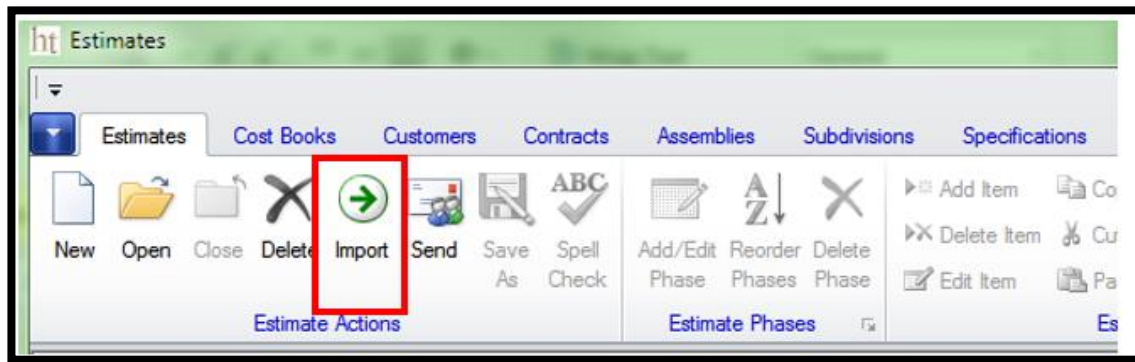 ht Estimates
Estimates Cost Books Customers Contracts Assemblies Subdivisions Specifications
New Open Close Delete Import Send Save As ABC Spell Check Add/Edit Phase A Z Reorder Phases Delete Phase
Add Item Co
Delete Item Cu
Edit Item Pa
Estimate Actions Estimate Phases Es